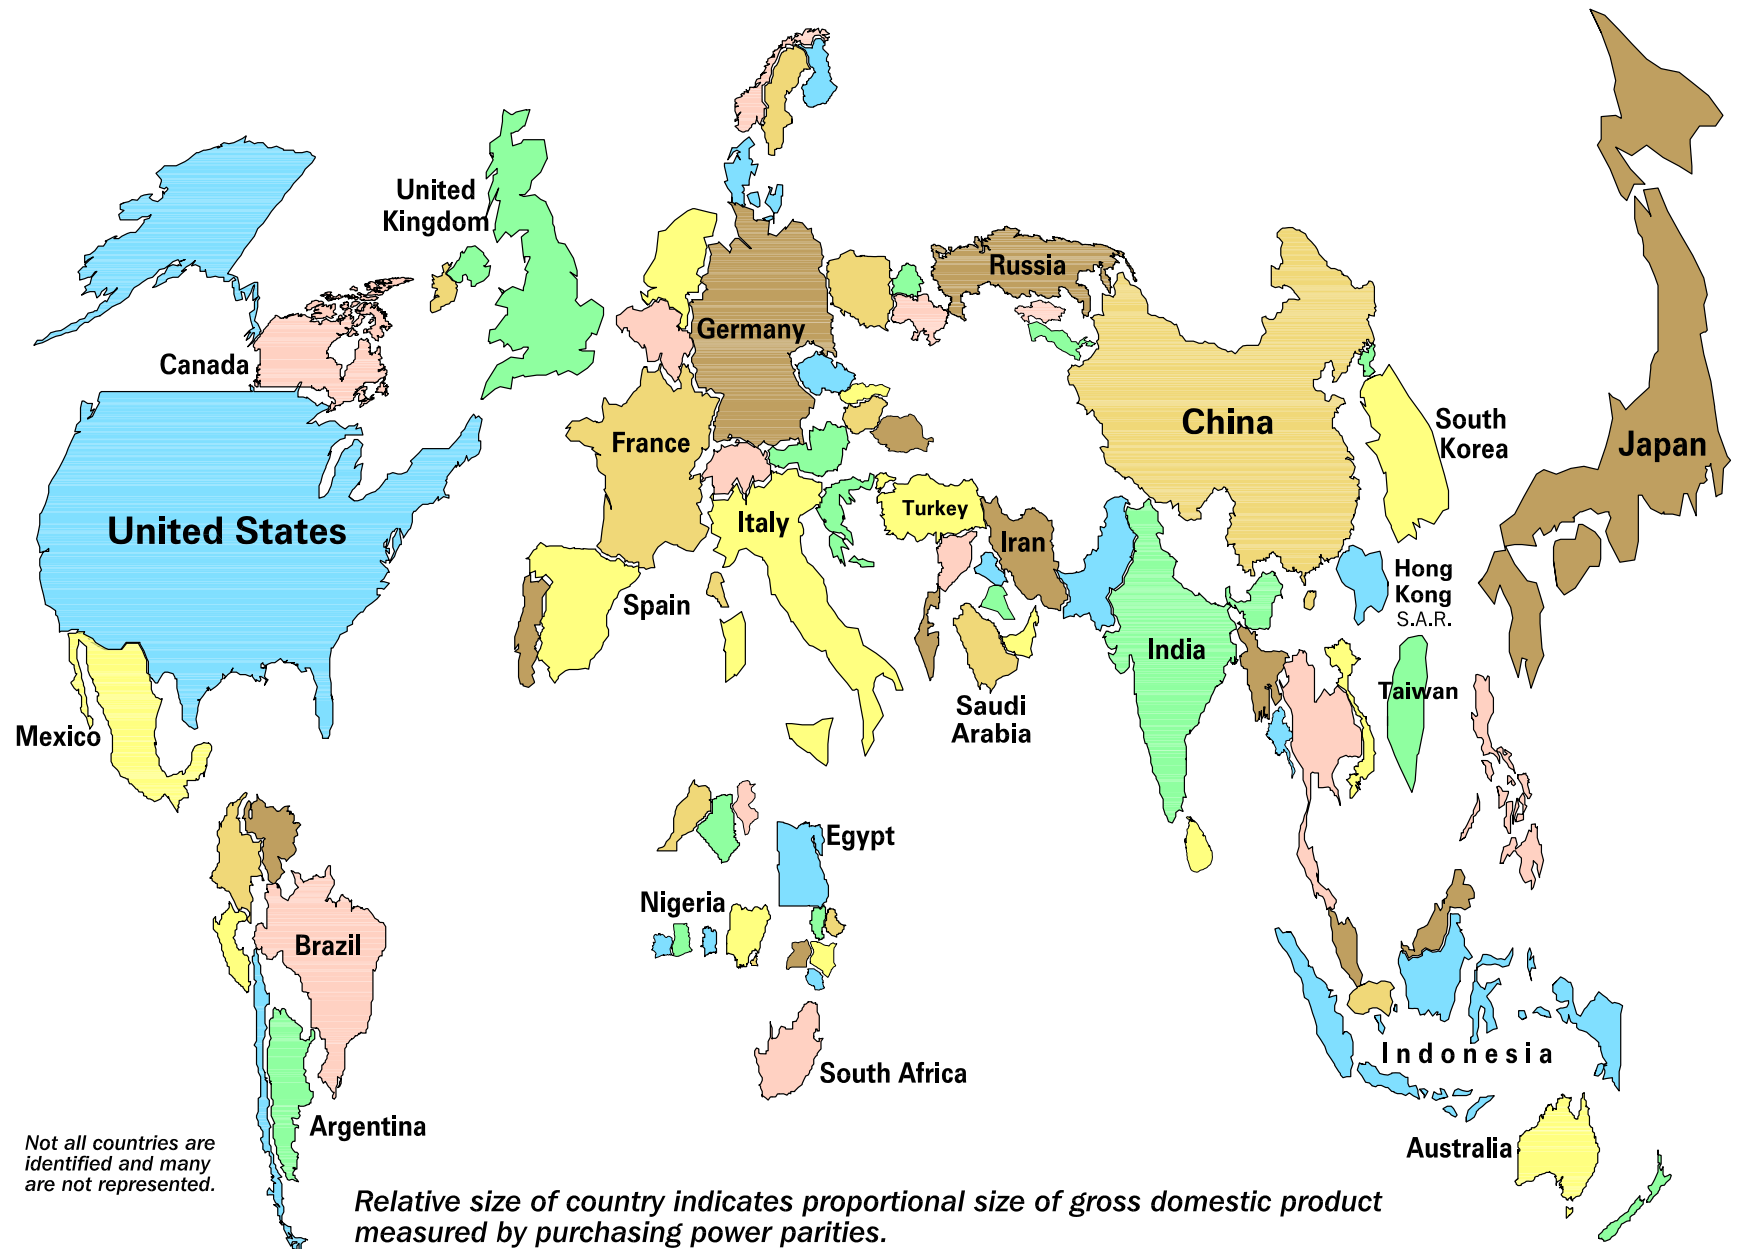 United
Kingdom
Russia
Canada
Germany
China
South
Korea
Japan
France
United States
Italy
Turkey
Iran
Hong
Kong
S.A.R.
Spain
India
Taiwan
Saudi
Arabia
Mexico
Egypt
Nigeria
Brazil
South Africa
Indonesia
Argentina
Australia
Not all countries are
identified and many
are not represented.
Relative size of country indicates proportional size of gross domestic product
measured by purchasing power parities.